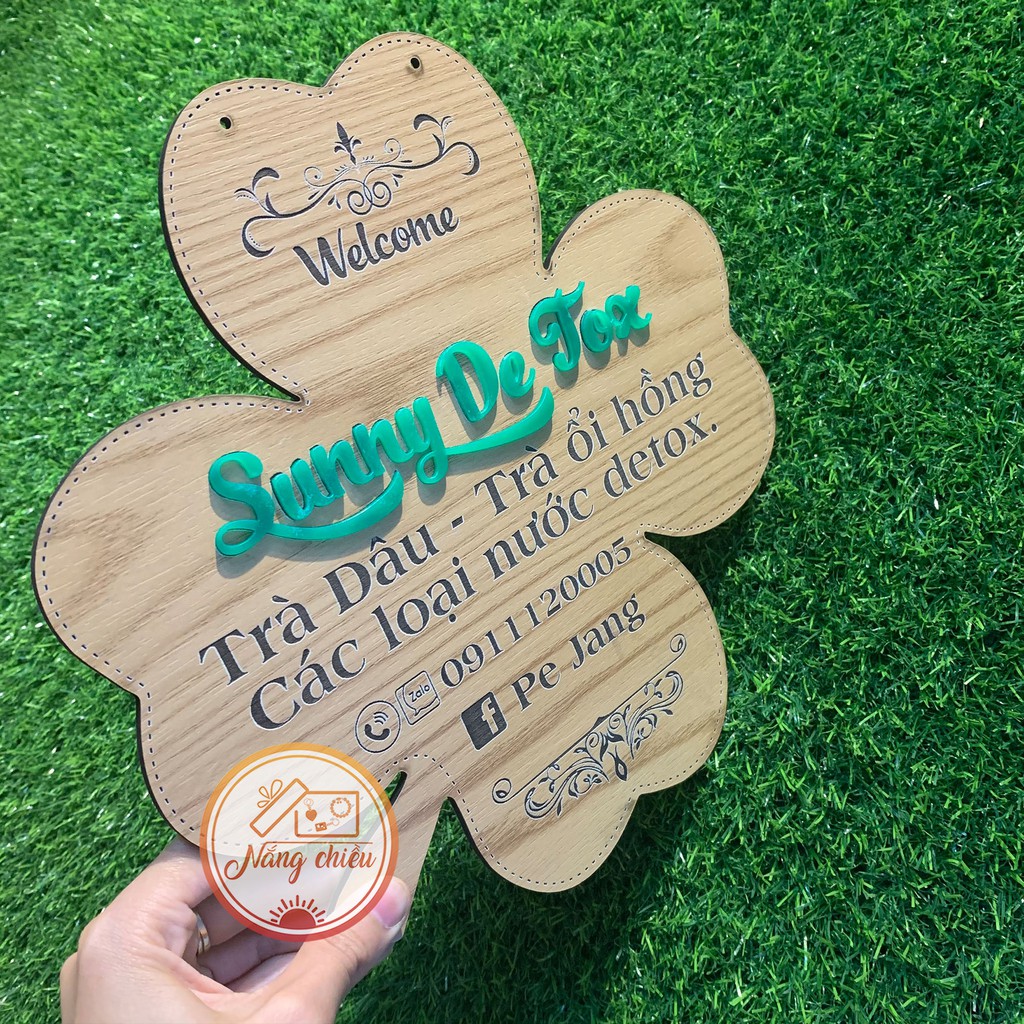 Welcome
Sunny De Tox
Trà Dâu - Trà ổi hồng
Các loại nước detox.
Zalo 0911120005
f Pe Jang
Nắng chiều